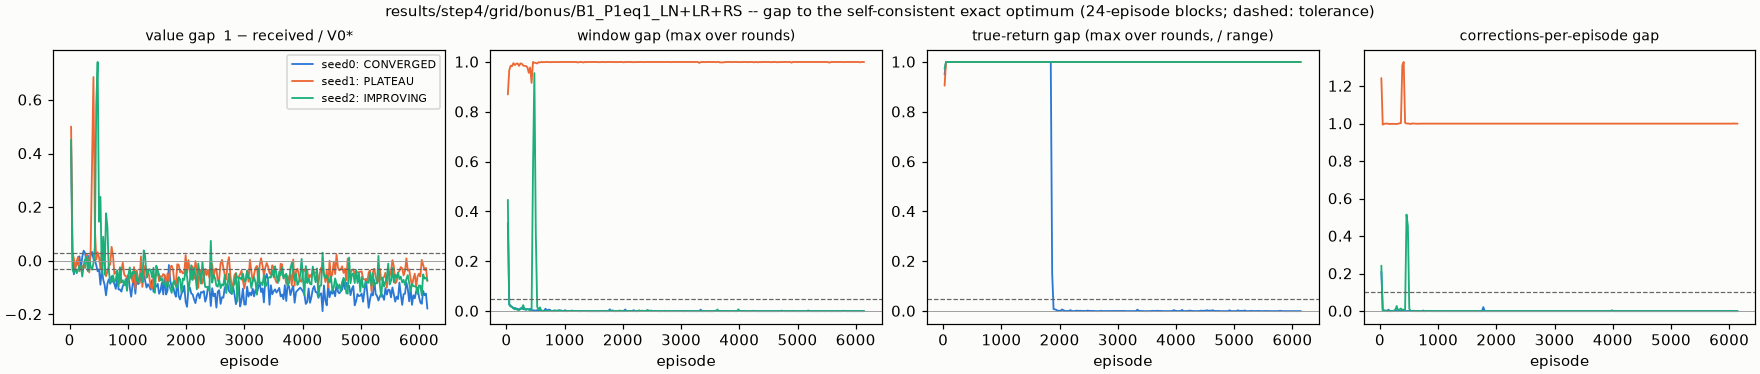 results/step4/grid/bonus/B1_P1eq1_LN+LR+RS -- gap to the self-consistent exact optimum (24-episode blocks; dashed: tolerance)
value gap  1 − received / V0*
seed0: CONVERGED
seed1: PLATEAU
seed2: IMPROVING
0.6
0.4
0.2
0.0
−0.2
0 1000 2000 3000 4000 5000 6000
episode
window gap (max over rounds)
1.0
0.8
0.6
0.4
0.2
0.0
0 1000 2000 3000 4000 5000 6000
episode
true-return gap (max over rounds, / range)
1.0
0.8
0.6
0.4
0.2
0.0
0 1000 2000 3000 4000 5000 6000
episode
corrections-per-episode gap
1.2
1.0
0.8
0.6
0.4
0.2
0.0
0 1000 2000 3000 4000 5000 6000
episode